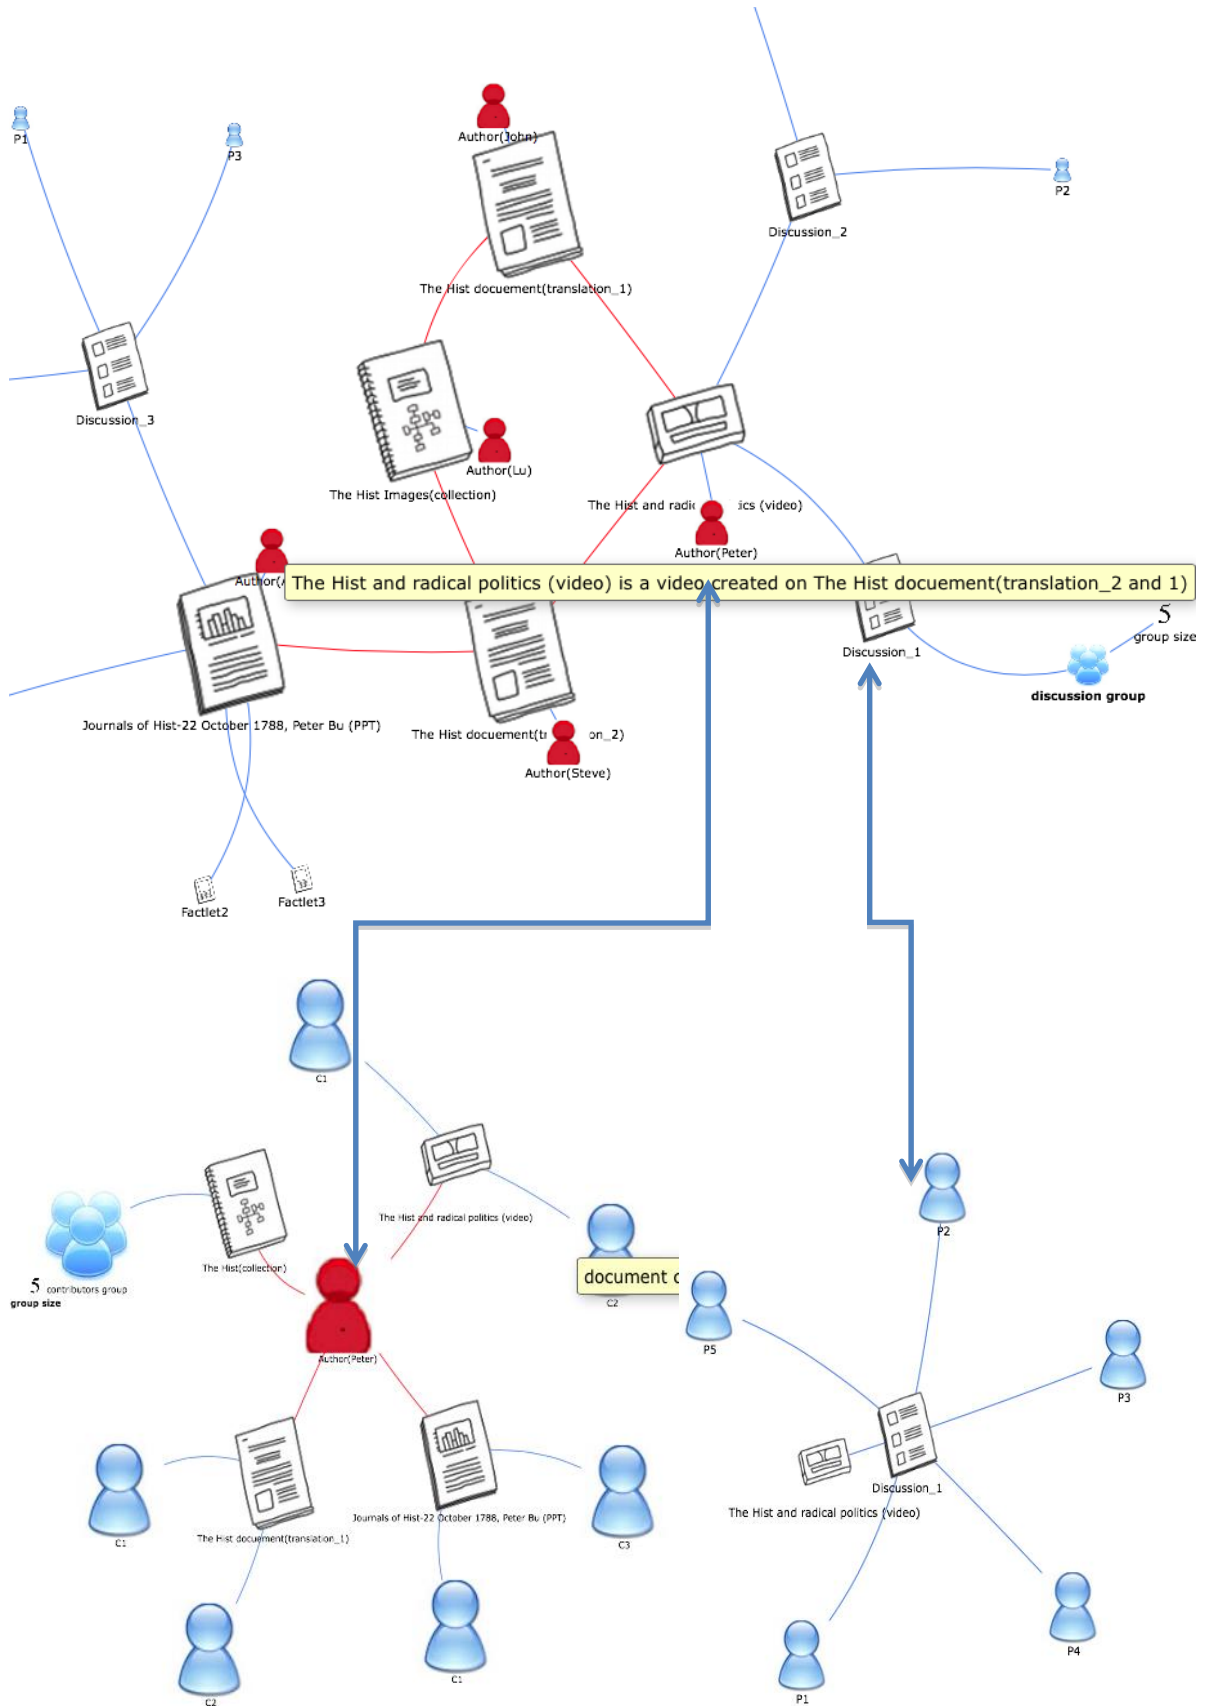 Author(John)
P1
P3
P2
Discussion_2
The Hist docuement(translation_1)
Discussion_3
Author(Lu)
The Hist Images(collection)
The Hist and ics (video)
Author(Peter)
The Hist and radical politics (video) is a video created on The Hist docuement(translation_2 and 1)
5
group size
Discussion_1
discussion group
Journals of Hist-22 October 1788, Peter Bu (PPT)
The Hist on_2)
Author(Steve)
Factlet2
Factlet3
C1
The Hist and radical politics (video)
The Hist(collection)
5 contributors group
group size
document
C2
Author(Peter)
P2
P5
P3
Discussion_1
The Hist and radical politics (video)
Journals of Hist-22 October 1788, Peter Bu (PPT)
The Hist docuement(translation_1)
C1
C3
C2
C1
P4
P1